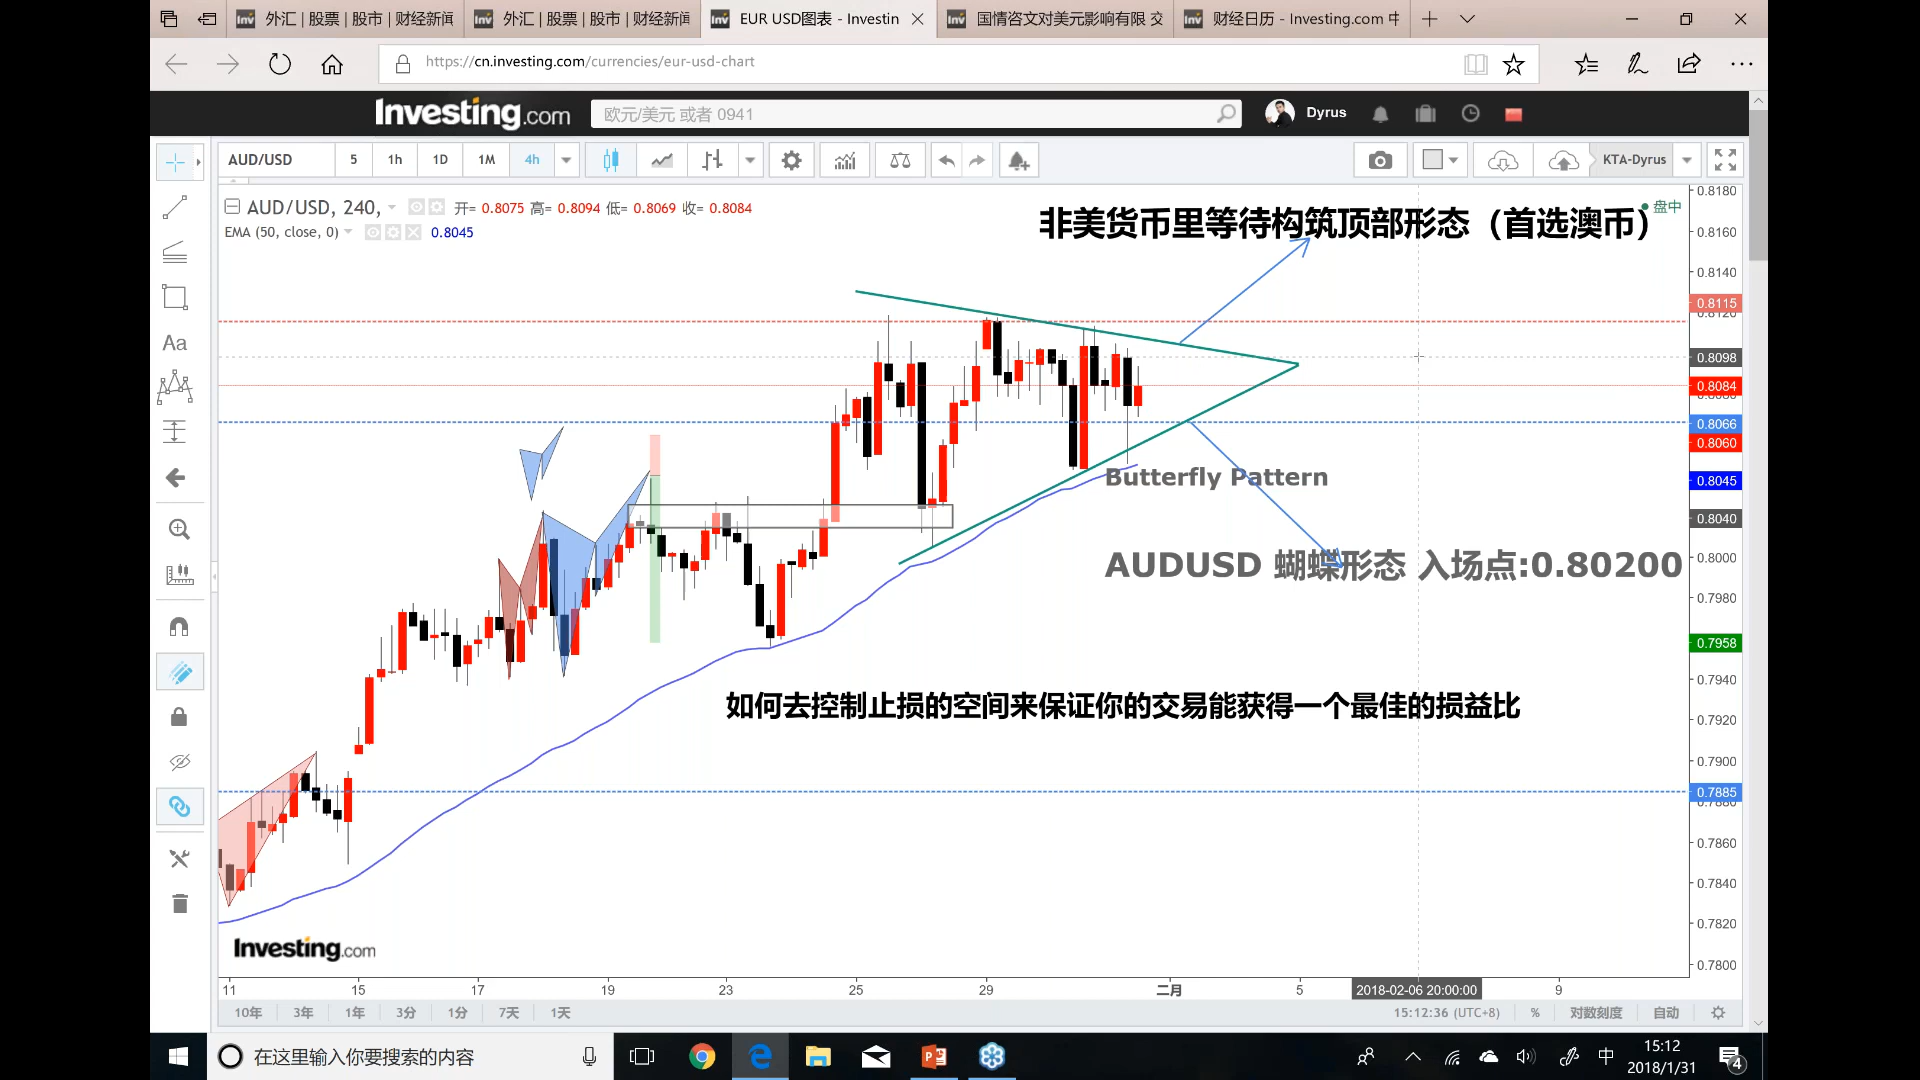 外汇 | 股票 | 股市 | 财经新闻
外汇 | 股票 | 股市 | 财经新闻
EUR USD图表 - Investin
国情咨文对美元影响有限 交
财经日历 - Investing.com 中
https://cn.investing.com/currencies/eur-usd-chart
Investing.com
欧元/美元 或者 0941
Dyrus
AUD/USD
5
1h
1D
1M
4h
KTA-Dyrus
AUD/USD, 240,
开= 0.8075 高= 0.8094 低= 0.8069 收= 0.8084
EMA (50, close, 0)
0.8045
非美货币里等待构筑顶部形态（首选澳币）
盘中
Butterfly Pattern
AUDUSD 蝴蝶形态 入场点:0.80200
如何去控制止损的空间来保证你的交易能获得一个最佳的损益比
Investing.com
0.8180
0.8160
0.8140
0.8115
0.8120
0.8098
0.8084
0.8066
0.8060
0.8045
0.8040
0.8000
0.7980
0.7958
0.7940
0.7920
0.7900
0.7885
0.7880
0.7860
0.7840
0.7820
0.7800
11
15
17
19
23
25
29
二月
5
2018-02-06 20:00:00
9
10年
3年
1年
3分
1分
7天
1天
15:12:36 (UTC+8)
%
对数刻度
自动
在这里输入你要搜索的内容
中
15:12
2018/1/31
4